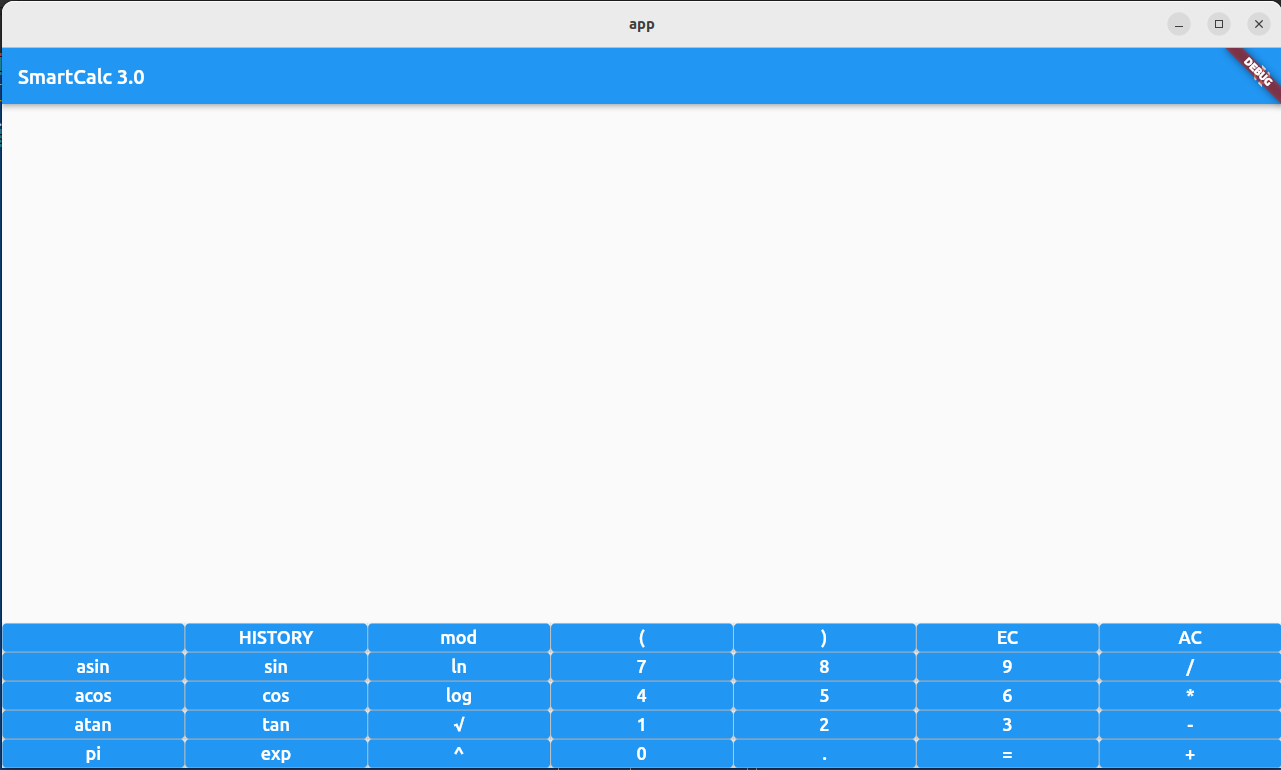 app
SmartCalc 3.0
DEBUG
HISTORY mod ( ) EC AC
asin sin ln 7 8 9 /
acos cos log 4 5 6 *
atan tan √ 1 2 3 -
pi exp ^ 0 . = +